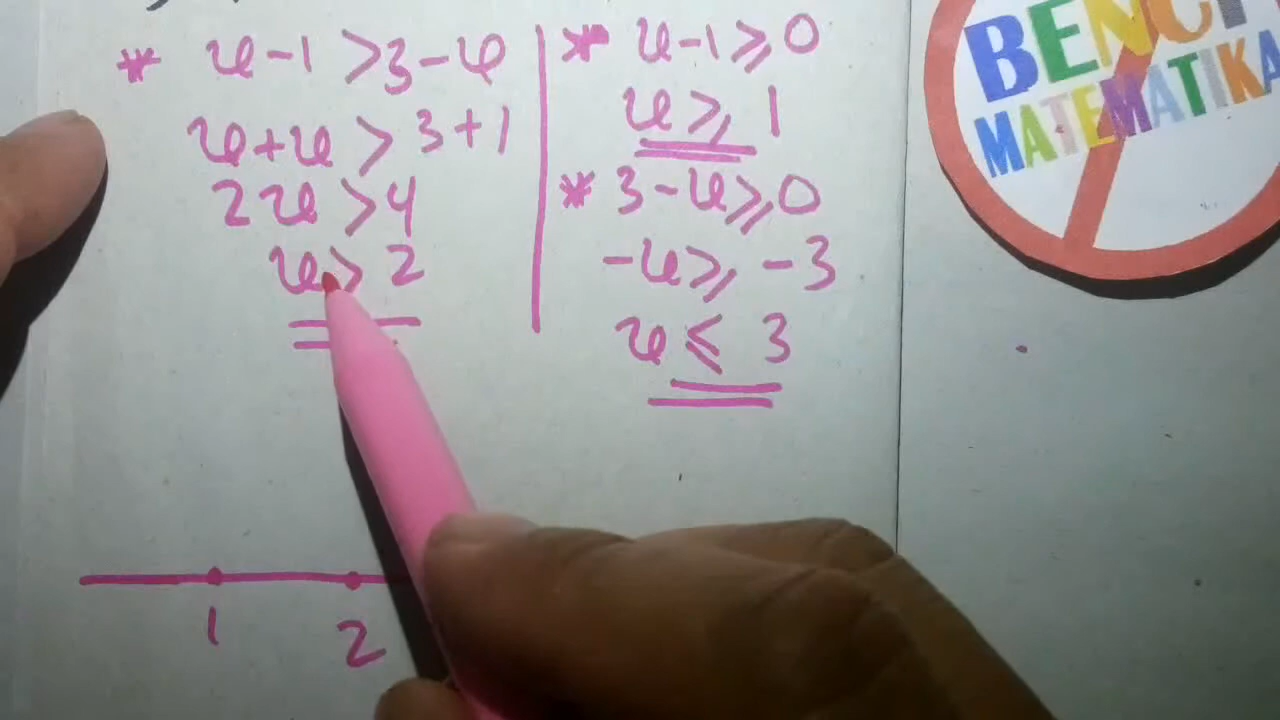 * x - 1 > 3 - x
x + x > 3 + 1
2x > 4
x > 2
* x - 1 ≥ 0
x ≥ 1
* 3 - x ≥ 0
-x ≥ -3
x ≤ 3
1 2
BENCI
MATEMATIKA